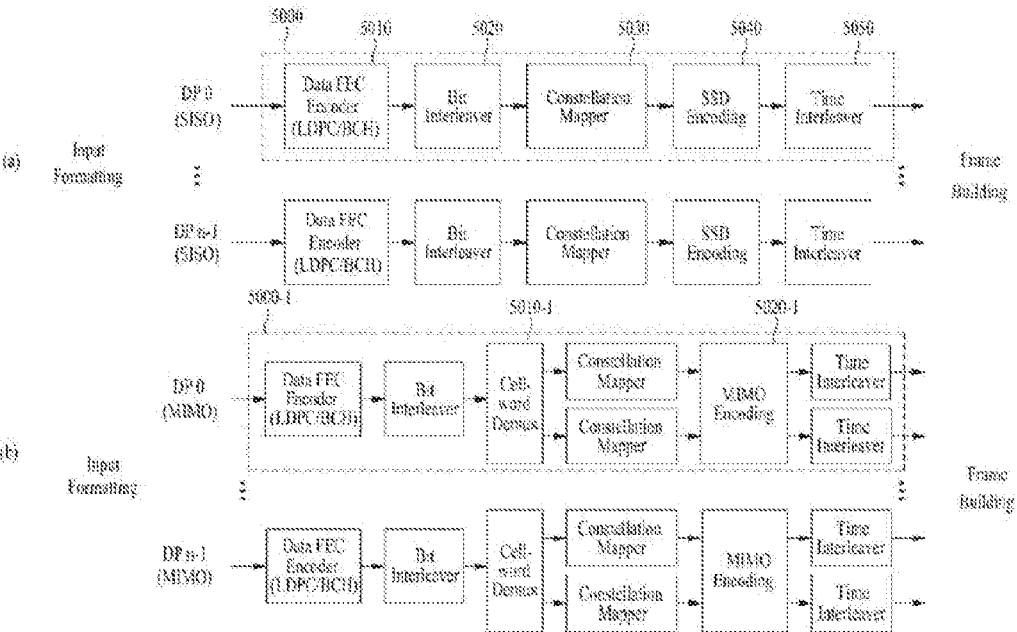 5000
5010
5020
5030
5040
5050
(a)
Input
Formatting
DP 0
(SISO)
Data FEC
Encoder
(LDPC/BCH)
Bit
Interleaver
Constellation
Mapper
SSD
Encoding
Time
Interleaver
Frame
Building
DP n-1
(SISO)
Data FEC
Encoder
(LDPC/BCH)
Bit
Interleaver
Constellation
Mapper
SSD
Encoding
Time
Interleaver
5000-1
5010-1
5020-1
(b)
Input
Formatting
DP 0
(MIMO)
Data FEC
Encoder
(LDPC/BCH)
Bit
Interleaver
Cell-
word
Demux
Constellation
Mapper
Constellation
Mapper
MIMO
Encoding
Time
Interleaver
Time
Interleaver
Frame
Building
DP n-1
(MIMO)
Data FEC
Encoder
(LDPC/BCH)
Bit
Interleaver
Cell-
word
Demux
Constellation
Mapper
Constellation
Mapper
MIMO
Encoding
Time
Interleaver
Time
Interleaver